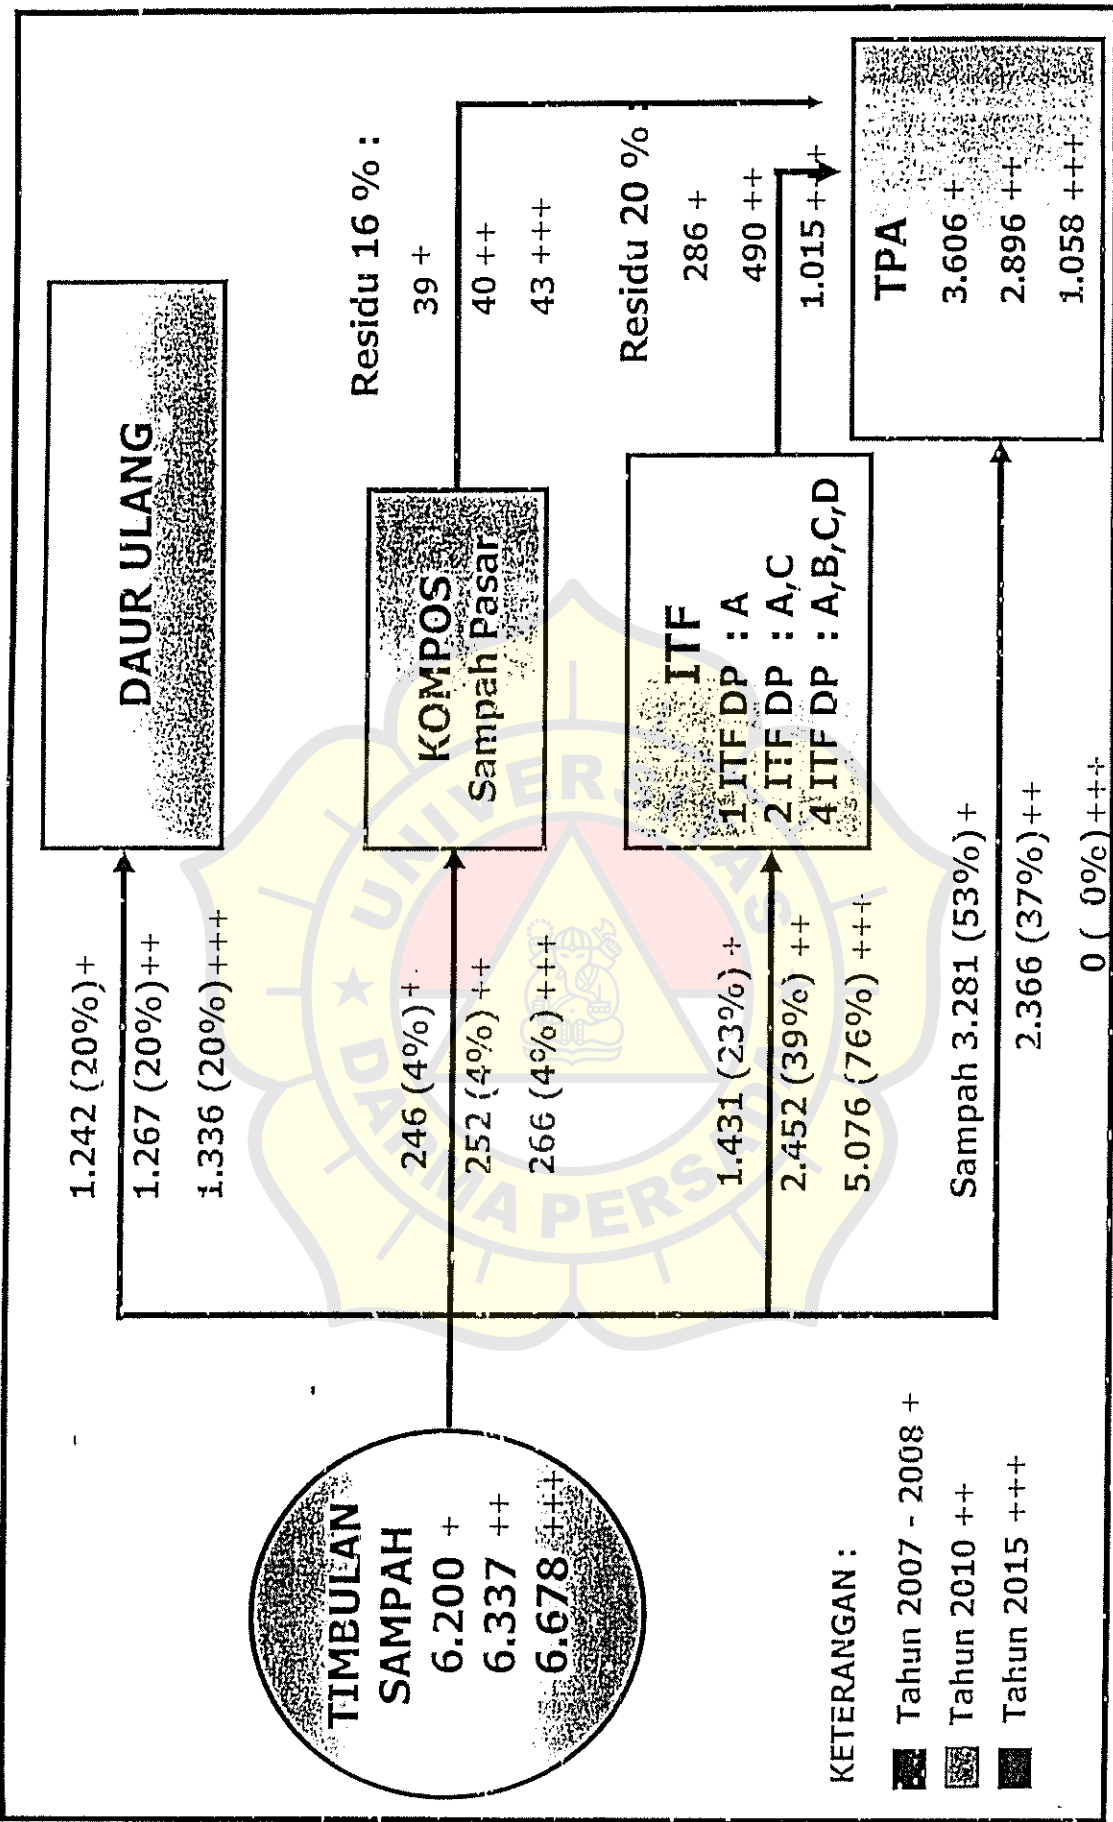 TIMBULAN
SAMPAH
6.200 +
6.337 ++
6.678 +++
1.242 (20%)+
1.267 (20%)++
1.336 (20%)+++
DAUR ULANG
246 (4%)+
252 (4%)++
266 (4%)+++
KOMPOS
Sampah Pasar
Residu 16 % :
39 +
40 ++
43 +++
1.431 (23%)+
2.452 (39%) ++
5.076 (76%) +++
ITF
1 ITF DP : A
2 ITF DP : A,C
4 ITF DP : A,B,C,D
Residu 20 % :
286 +
490 ++
1.015 +++
Sampah 3.281 (53%)+
2.366 (37%)++
0 ( 0%)+++
TPA
3.606 +
2.896 ++
1.058 +++
KETERANGAN :
Tahun 2007 - 2008 +
Tahun 2010 ++
Tahun 2015 +++
UNIVERSITAS
DARMA PERSADA